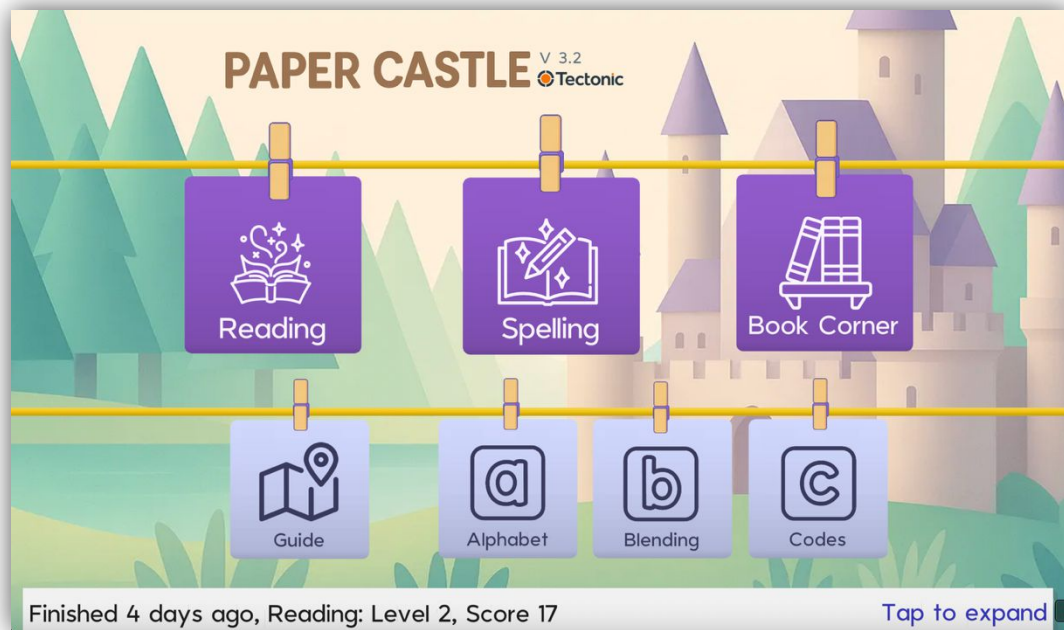 PAPER CASTLE
V 3.2
Tectonic
Reading
Spelling
Book Corner
Guide
a
Alphabet
b
Blending
c
Codes
Finished 4 days ago, Reading: Level 2, Score 17
Tap to expand